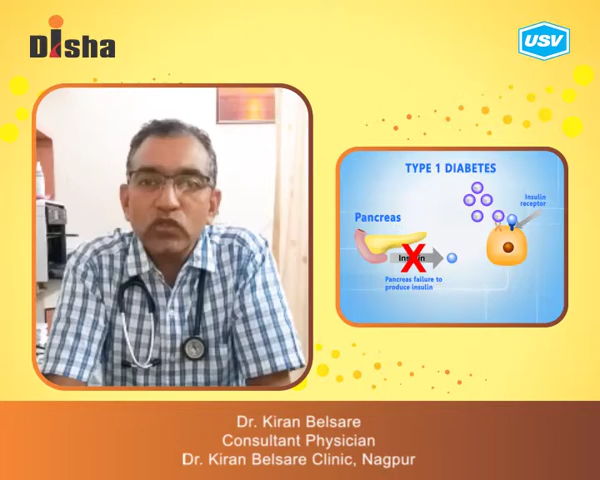 Disha
USV
TYPE 1 DIABETES
Insulin
receptor
Pancreas
Insulin
Pancreas failure to
produce insulin
Dr. Kiran Belsare
Consultant Physician
Dr. Kiran Belsare Clinic, Nagpur